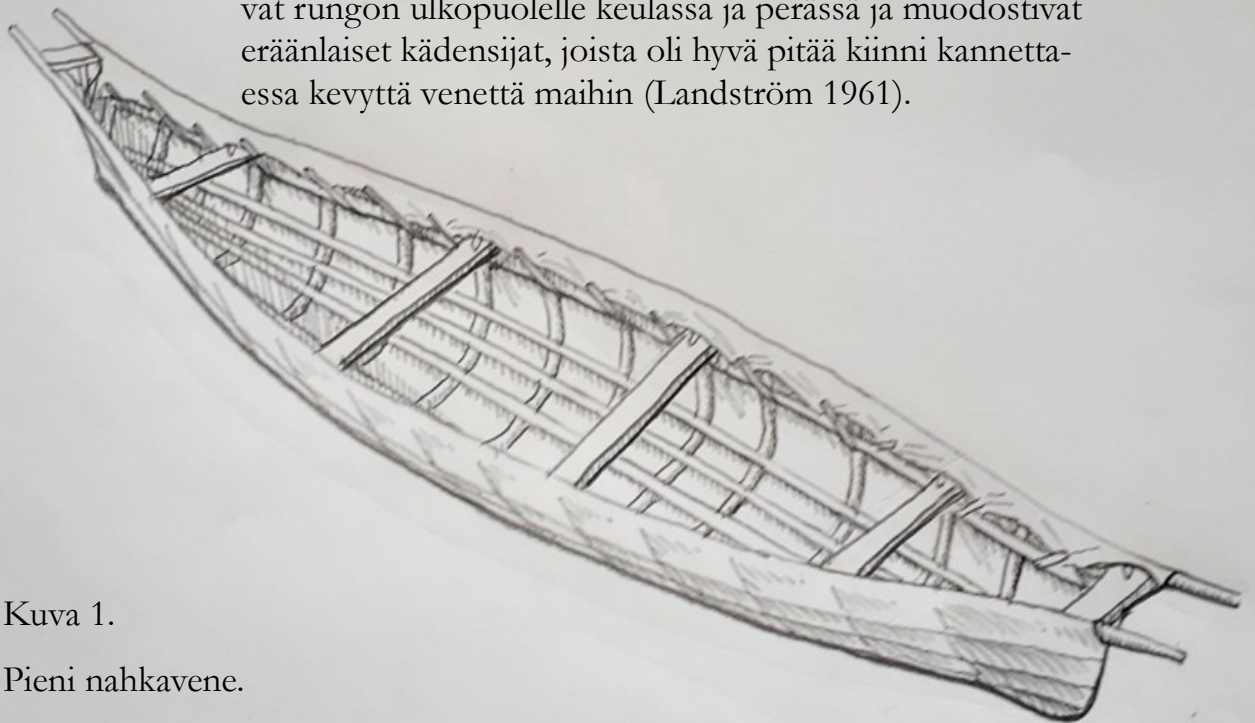 vat rungon ulkopuolelle keulassa ja perässä ja muodostivat
eräänlaiset kädensijat, joista oli hyvä pitää kiinni kannetta-
essa kevyttä venettä maihin (Landström 1961).
Kuva 1.
Pieni nahkavene.